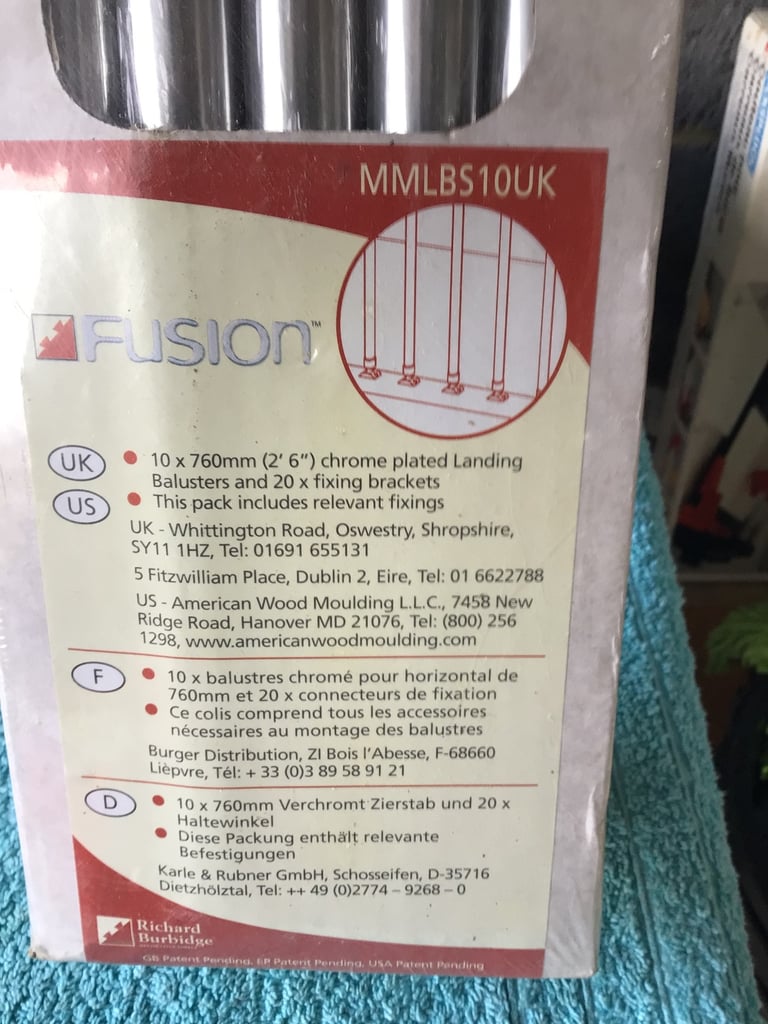 MMLBS10UK
FUSION™
UK
• 10 x 760mm (2' 6") chrome plated Landing
Balusters and 20 x fixing brackets
US
• This pack includes relevant fixings
UK - Whittington Road, Oswestry, Shropshire,
SY11 1HZ, Tel: 01691 655131
5 Fitzwilliam Place, Dublin 2, Eire, Tel: 01 6622788
US - American Wood Moulding L.L.C., 7458 New
Ridge Road, Hanover MD 21076, Tel: (800) 256
1298, www.americanwoodmoulding.com
F
• 10 x balustres chromé pour horizontal de
760mm et 20 x connecteurs de fixation
• Ce colis comprend tous les accessoires
nécessaires au montage des balustres
Burger Distribution, ZI Bois l'Abesse, F-68660
Lièpvre, Tél: + 33 (0)3 89 58 91 21
D
• 10 x 760mm Verchromt Zierstab und 20 x
Haltewinkel
• Diese Packung enthält relevante
Befestigungen
Karle & Rubner GmbH, Schosseifen, D-35716
Dietzhölztal, Tel: ++ 49 (0)2774 – 9268 – 0
Richard
Burbidge
GB Patent Pending. EP Patent Pending. USA Patent Pending